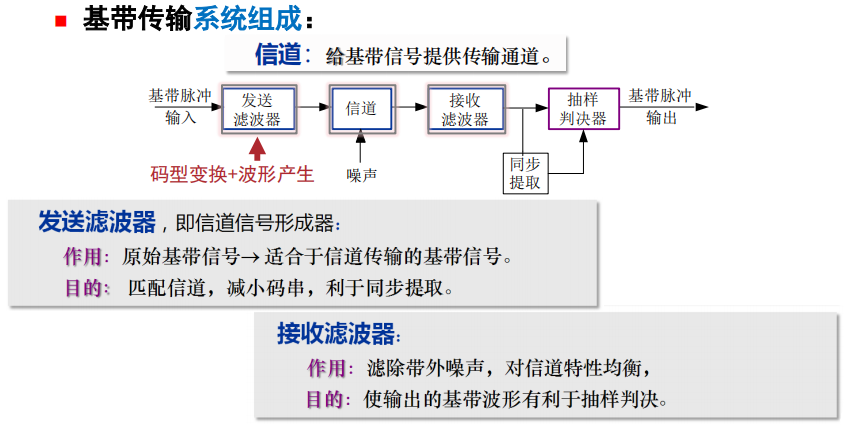 基带传输系统组成：
信道：给基带信号提供传输通道。
基带脉冲
输入
发送
滤波器
信道
接收
滤波器
抽样
判决器
基带脉冲
输出
码型变换+波形产生
噪声
同步
提取
发送滤波器，即信道信号形成器：
作用：原始基带信号→适合于信道传输的基带信号。
目的： 匹配信道，减小码串，利于同步提取。
接收滤波器：
作用：滤除带外噪声，对信道特性均衡，
目的：使输出的基带波形有利于抽样判决。